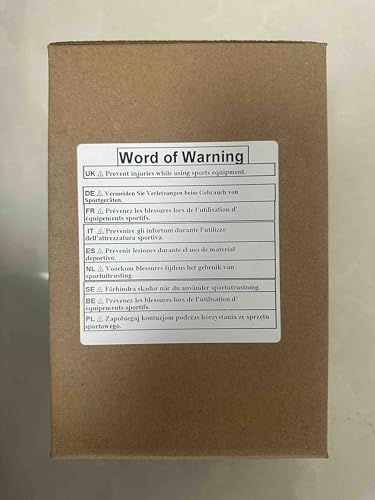 Word of Warning
UK ⚠ Prevent injuries while using sports equipment.
DE ⚠ Vermeiden Sie Verletzungen beim Gebrauch von
Sportgeräten.
FR ⚠ Prévenez les blessures lors de l'utilisation d'
équipements sportifs.
IT ⚠ Prevenire gli infortuni durante l'utilizzo
dell'attrezzatura sportiva.
ES ⚠ Prevenir lesiones durante el uso de material
deportivo.
NL ⚠ Voorkom blessures tijdens het gebruik van
sportuitrusting.
SE ⚠ Förhindra skador när du använder sportutrustning.
BE ⚠ Prévenez les blessures lors de l'utilisation d'
équipements sportifs.
PL ⚠ Zapobiegaj kontuzjom podczas korzystania ze sprzętu
sportowego.